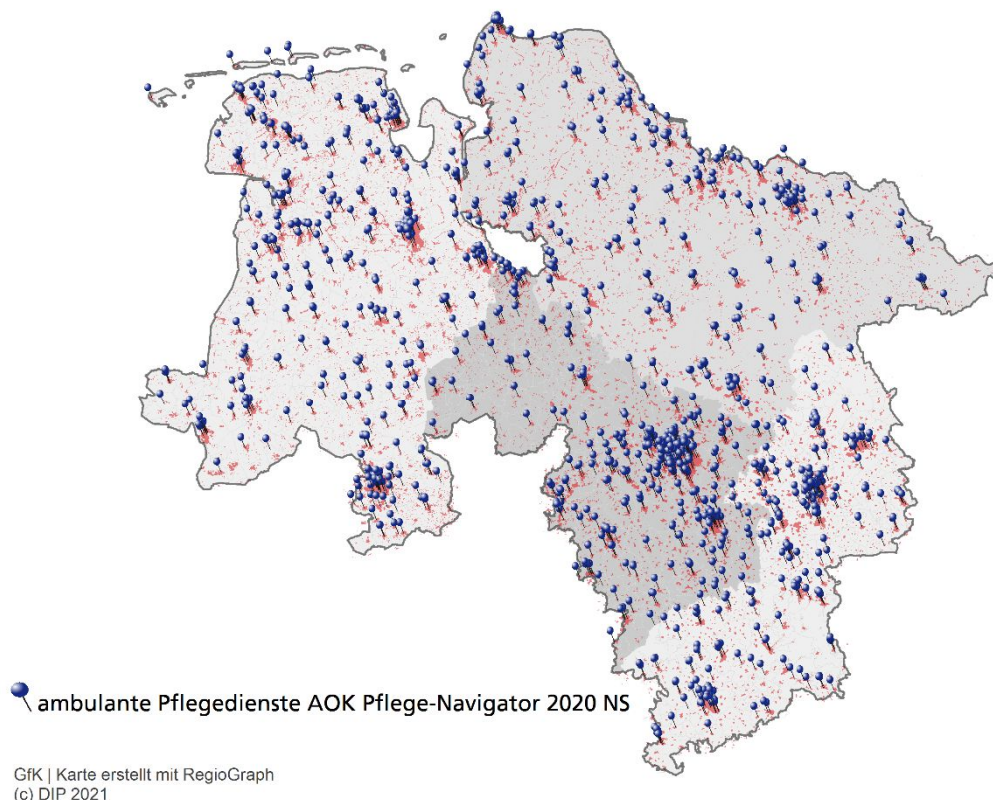 ambulante Pflegedienste AOK Pflege-Navigator 2020 NS
GfK | Karte erstellt mit RegioGraph
(c) DIP 2021